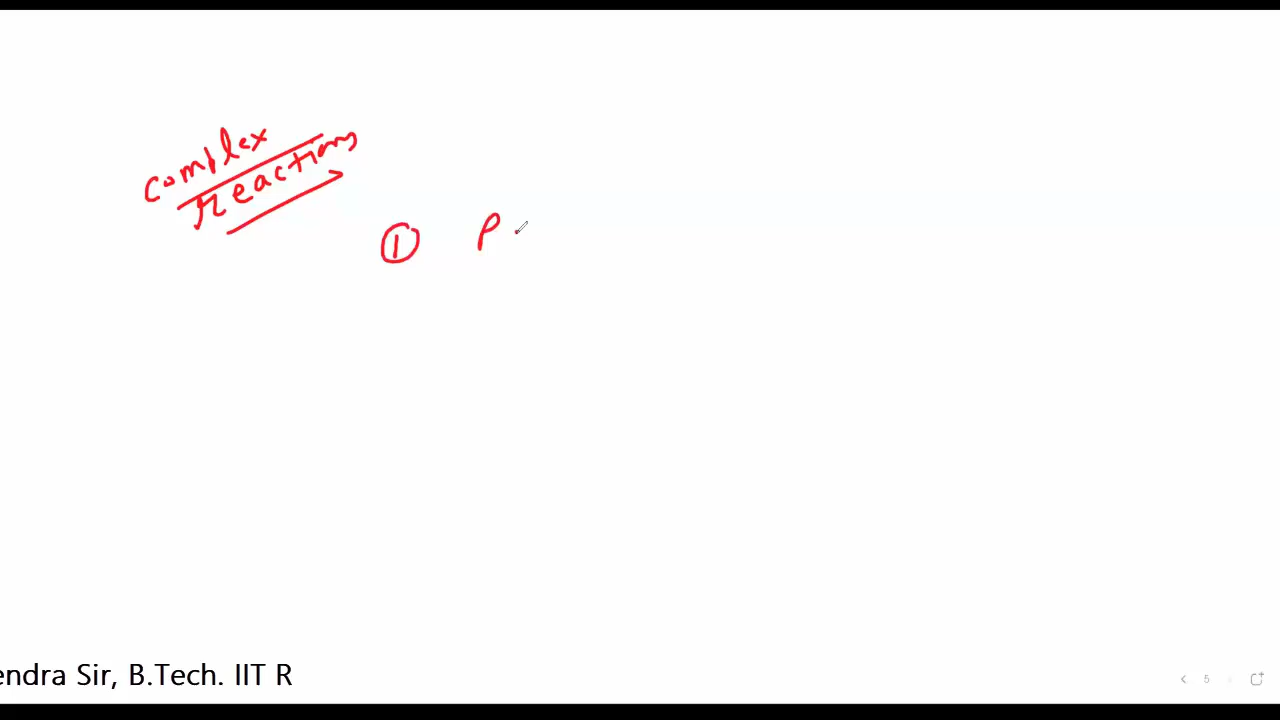 complex
reactions
① P
endra Sir, B.Tech. IIT R
5